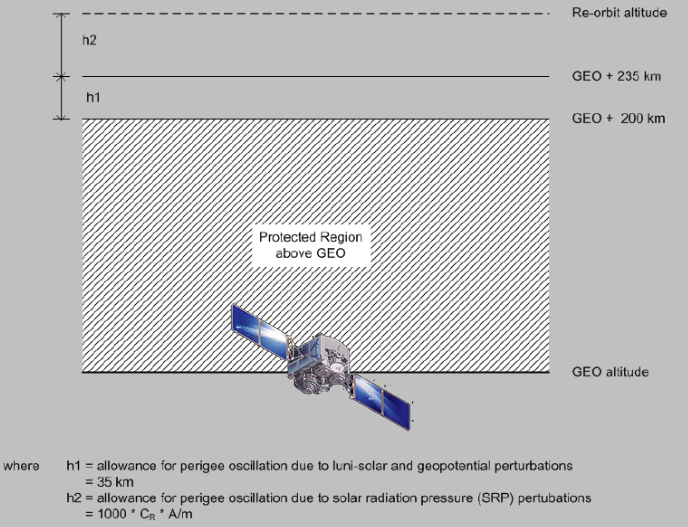 Re-orbit altitude
h2
GEO + 235 km
h1
GEO + 200 km
Protected Region
above GEO
GEO altitude
where h1 = allowance for perigee oscillation due to luni-solar and geopotential perturbations
= 35 km
h2 = allowance for perigee oscillation due to solar radiation pressure (SRP) pertubations
= 1000 * CR * A/m